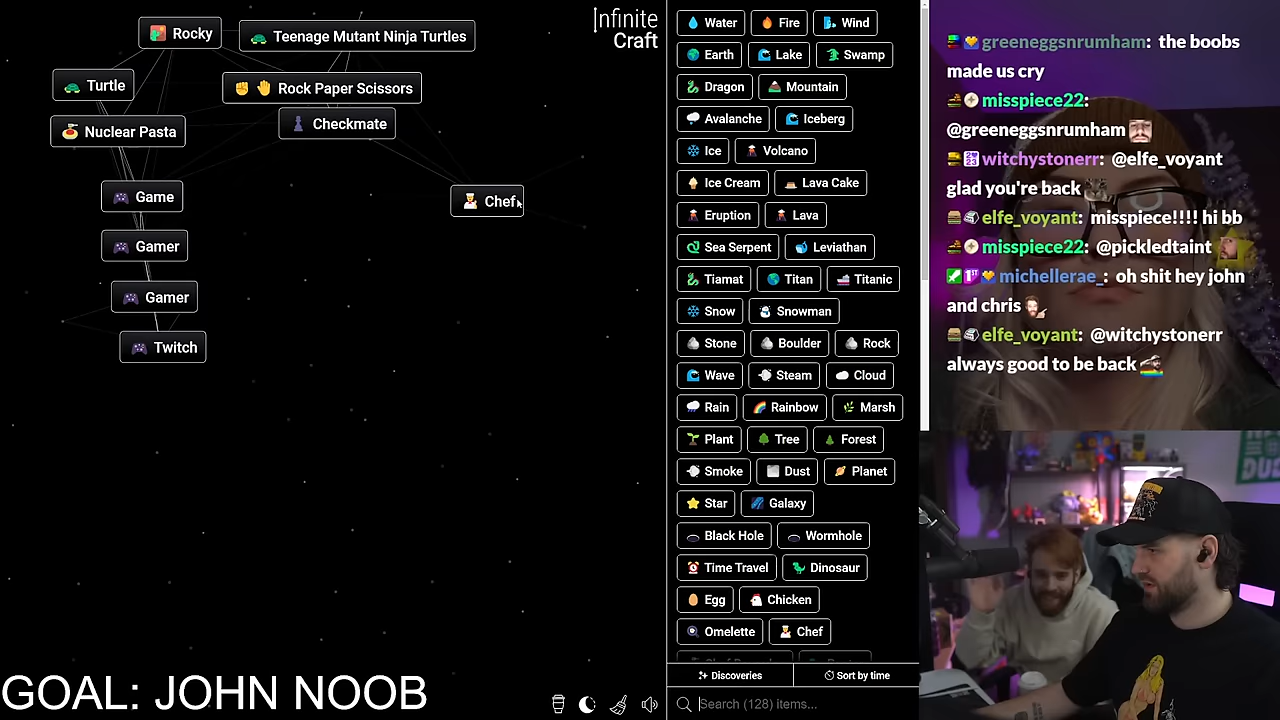 Rocky
Teenage Mutant Ninja Turtles
Turtle
Rock Paper Scissors
Nuclear Pasta
Checkmate
Game
Chef
Gamer
Gamer
Twitch
Infinite
Craft
GOAL: JOHN NOOB
Water
Fire
Wind
Earth
Lake
Swamp
Dragon
Mountain
Avalanche
Iceberg
Ice
Volcano
Ice Cream
Lava Cake
Eruption
Lava
Sea Serpent
Leviathan
Tiamat
Titan
Titanic
Snow
Snowman
Stone
Boulder
Rock
Wave
Steam
Cloud
Rain
Rainbow
Marsh
Plant
Tree
Forest
Smoke
Dust
Planet
Star
Galaxy
Black Hole
Wormhole
Time Travel
Dinosaur
Egg
Chicken
Omelette
Chef
Discoveries
Sort by time
Search (128) items...
greeneggsnrumham: the boobs
made us cry
misspiece22:
@greeneggsnrumham
witchystonerr: @elfe_voyant
glad you're back
elfe_voyant: misspiece!!!! hi bb
misspiece22: @pickledtaint
michellerae_: oh shit hey john
and chris
elfe_voyant: @witchystonerr
always good to be back